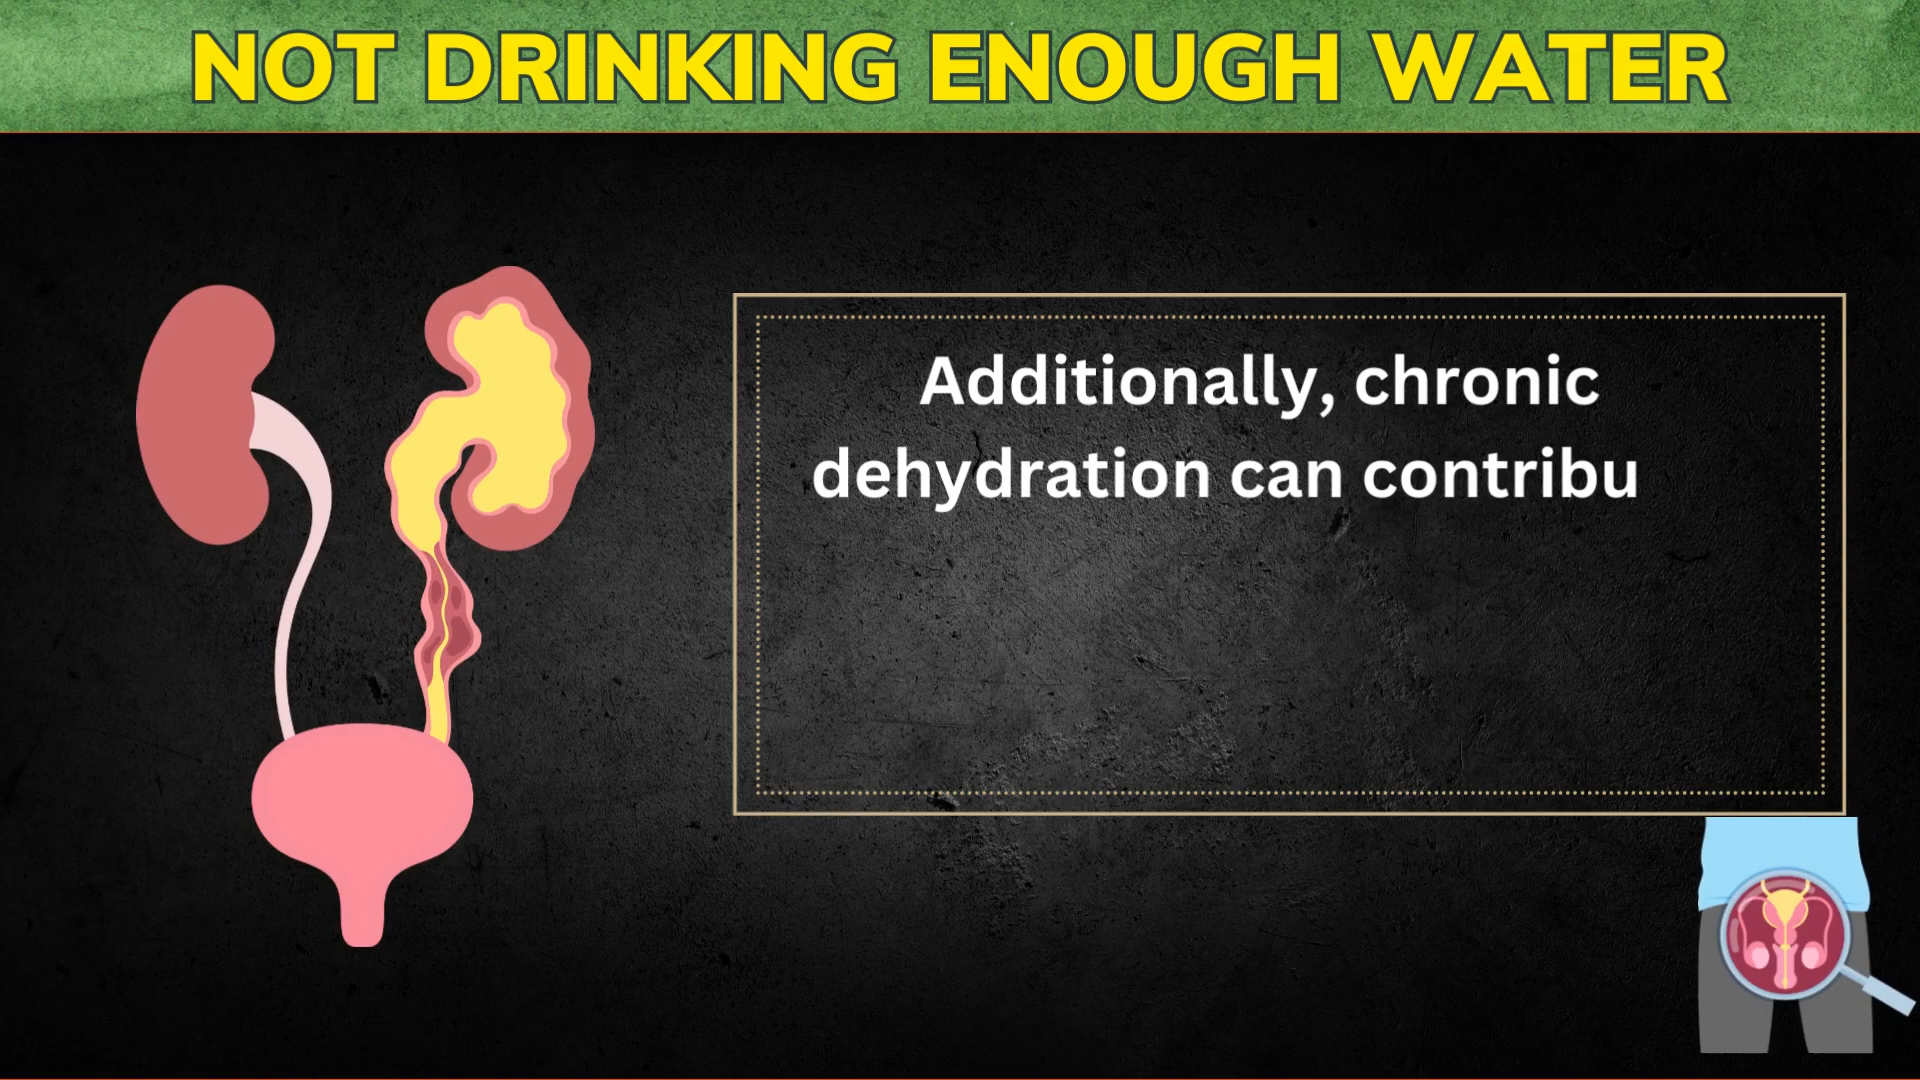 NOT DRINKING ENOUGH WATER
Additionally, chronic
dehydration can contribu